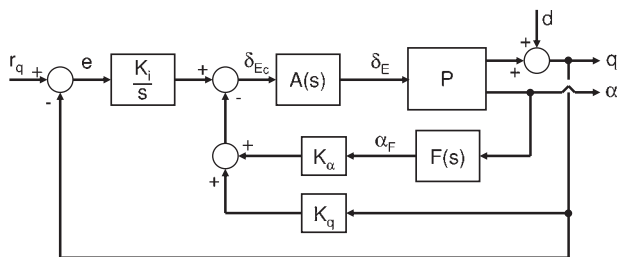 d
r_q + e K_i/s + δ_Ec A(s) δ_E P + + q
- - α
+ α_F
K_α F(s)
+
K_q